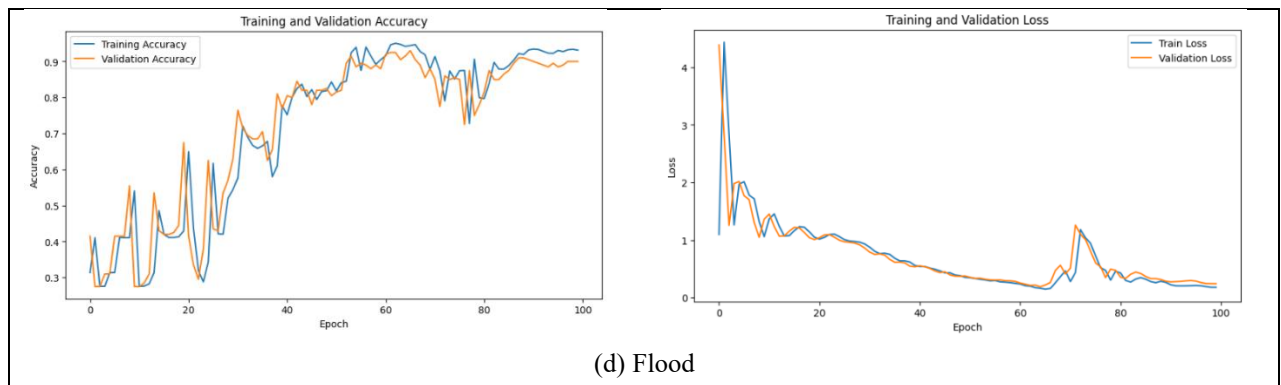 Training and Validation Accuracy
Training Accuracy
Validation Accuracy
0.9
0.8
0.7
0.6
0.5
0.4
0.3
Accuracy
0 20 40 60 80 100
Epoch
Training and Validation Loss
Train Loss
Validation Loss
4
3
2
1
0
Loss
0 20 40 60 80 100
Epoch
(d) Flood